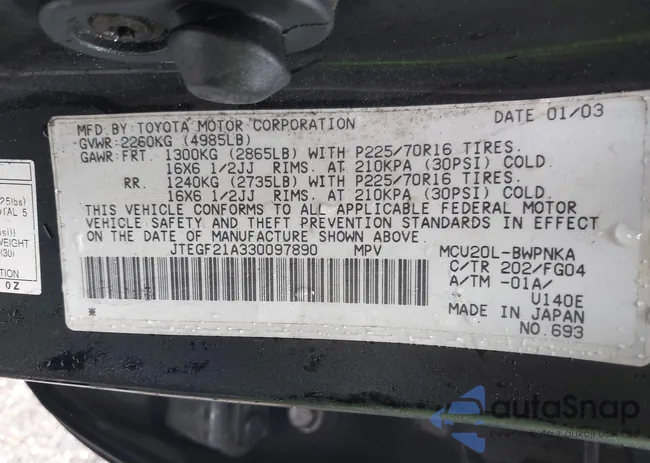 MFD. BY TOYOTA MOTOR CORPORATION DATE 01/03
GVWR: 2260KG (4985LB)
GAWR: FRT. 1300KG (2865LB) WITH P225/70R16 TIRES.
16X6 1/2JJ RIMS. AT 210KPA (30PSI) COLD.
RR. 1240KG (2735LB) WITH P225/70R16 TIRES.
16X6 1/2JJ RIMS. AT 210KPA (30PSI) COLD.
THIS VEHICLE CONFORMS TO ALL APPLICABLE FEDERAL MOTOR
VEHICLE SAFETY AND THEFT PREVENTION STANDARDS IN EFFECT
ON THE DATE OF MANUFACTURE SHOWN ABOVE
JTEGF21A330097890 MPV MCU20L-BWPNKA
C/TR 202/FG04
A/TM -01A/
U140E
MADE IN JAPAN
* NO.693
TAL 5
WEIGHT
OZ
autoSnap